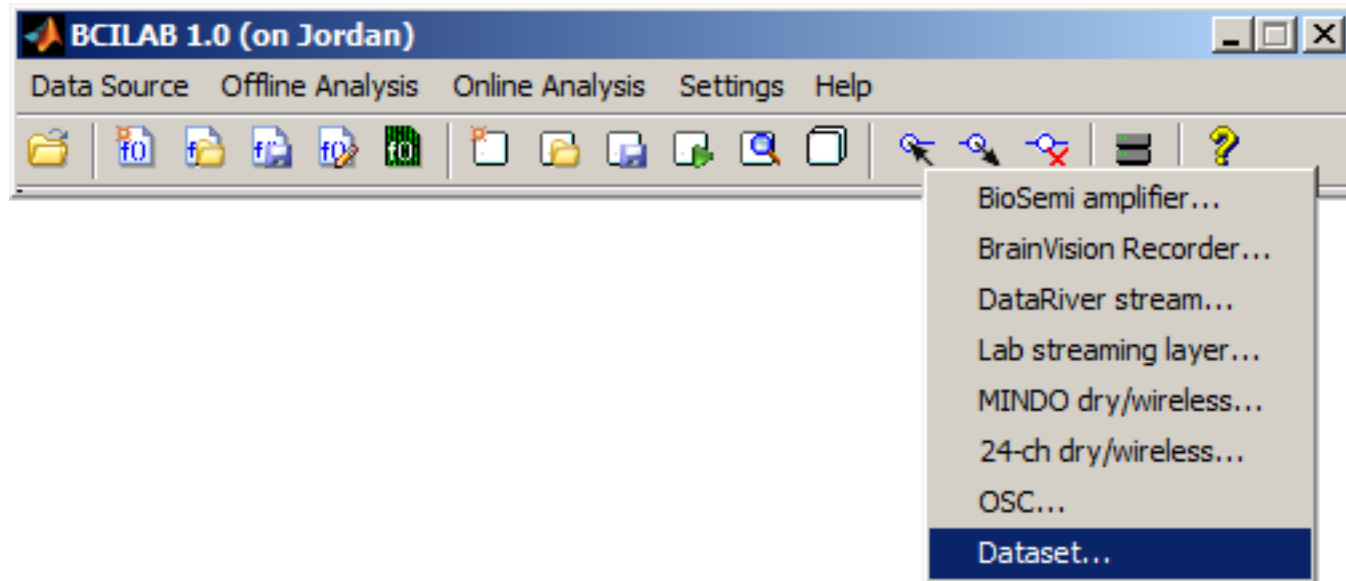 BCILAB 1.0 (on Jordan)
Data Source Offline Analysis Online Analysis Settings Help
f() f() f() f() f() ?
BioSemi amplifier...
BrainVision Recorder...
DataRiver stream...
Lab streaming layer...
MINDO dry/wireless...
24-ch dry/wireless...
OSC...
Dataset...